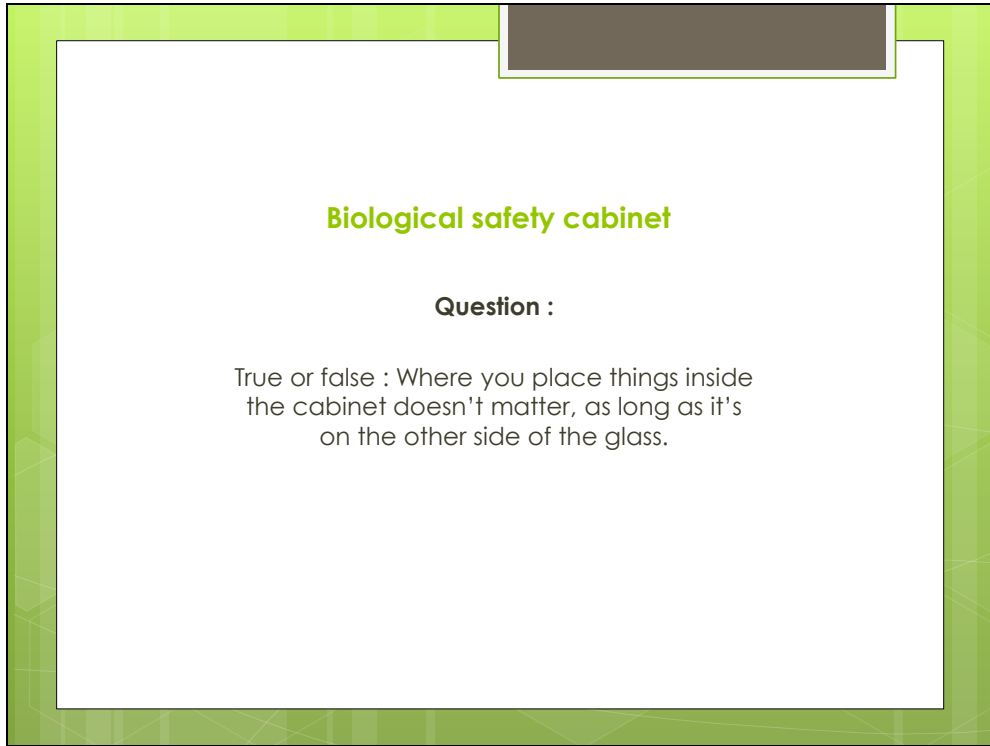 Biological safety cabinet
Question :
True or false : Where you place things inside
the cabinet doesn’t matter, as long as it’s
on the other side of the glass.